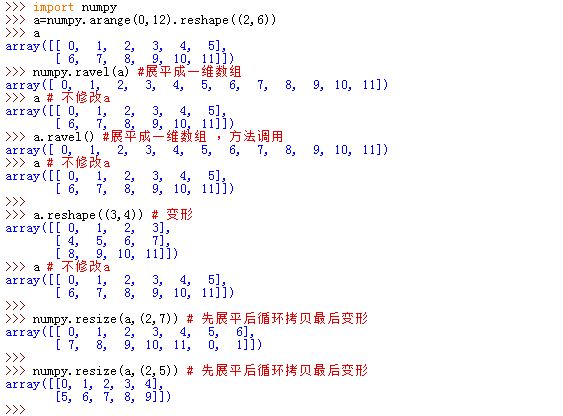 >>> import numpy
>>> a=numpy.arange(0,12).reshape((2,6))
>>> a
array([[ 0,  1,  2,  3,  4,  5],
       [ 6,  7,  8,  9, 10, 11]])
>>> numpy.ravel(a) #展平成一维数组
array([ 0,  1,  2,  3,  4,  5,  6,  7,  8,  9, 10, 11])
>>> a # 不修改a
array([[ 0,  1,  2,  3,  4,  5],
       [ 6,  7,  8,  9, 10, 11]])
>>> a.ravel() #展平成一维数组 ，方法调用
array([ 0,  1,  2,  3,  4,  5,  6,  7,  8,  9, 10, 11])
>>> a # 不修改a
array([[ 0,  1,  2,  3,  4,  5],
       [ 6,  7,  8,  9, 10, 11]])
>>>
>>> a.reshape((3,4)) # 变形
array([[ 0,  1,  2,  3],
       [ 4,  5,  6,  7],
       [ 8,  9, 10, 11]])
>>> a # 不修改a
array([[ 0,  1,  2,  3,  4,  5],
       [ 6,  7,  8,  9, 10, 11]])
>>>
>>> numpy.resize(a,(2,7)) # 先展平后循环拷贝最后变形
array([[ 0,  1,  2,  3,  4,  5,  6],
       [ 7,  8,  9, 10, 11,  0,  1]])
>>>
>>> numpy.resize(a,(2,5)) # 先展平后循环拷贝最后变形
array([[0, 1, 2, 3, 4],
       [5, 6, 7, 8, 9]])
>>>